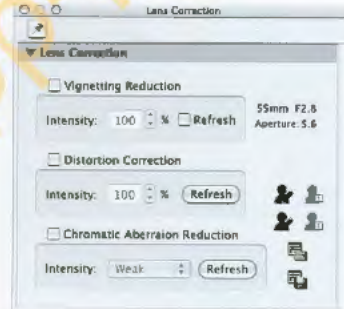 Lens Correction
Lens Correction
Vignetting Reduction
Intensity: 100 % Refresh
55mm F2.8
Aperture: 5.6
Distortion Correction
Intensity: 100 % Refresh
Chromatic Aberraion Reduction
Intensity: Weak Refresh